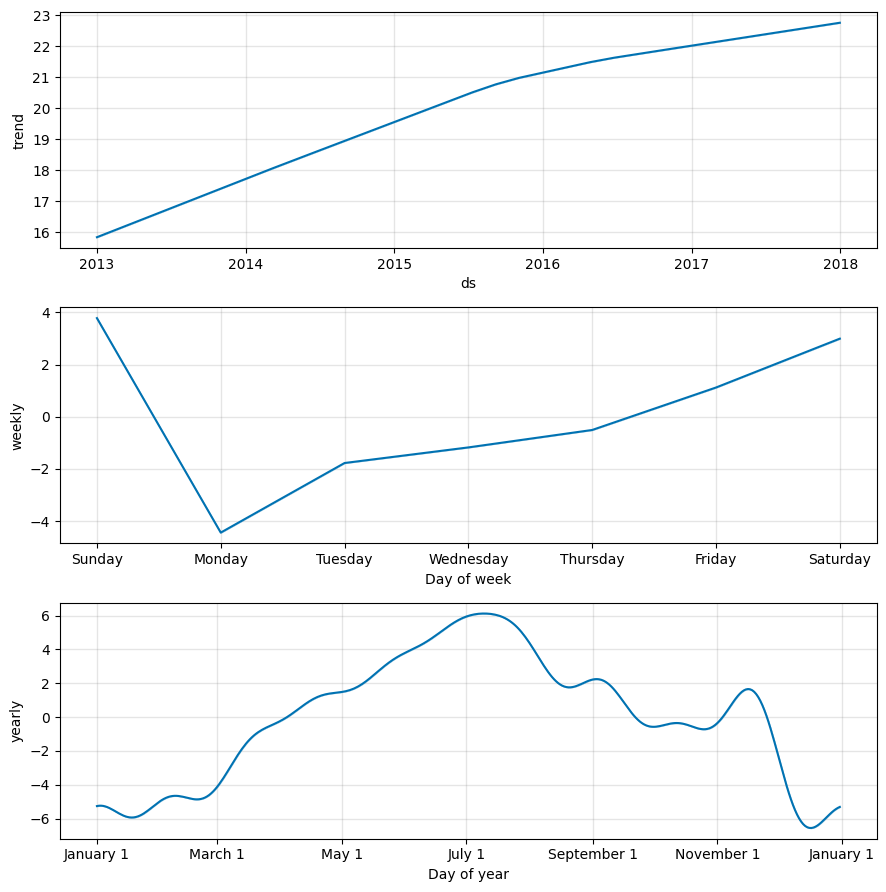 23
22
21
20
19
18
17
16
trend
2013 2014 2015 2016 2017 2018
ds
4
2
0
−2
−4
weekly
Sunday Monday Tuesday Wednesday Thursday Friday Saturday
Day of week
6
4
2
0
−2
−4
−6
yearly
January 1 March 1 May 1 July 1 September 1 November 1 January 1
Day of year